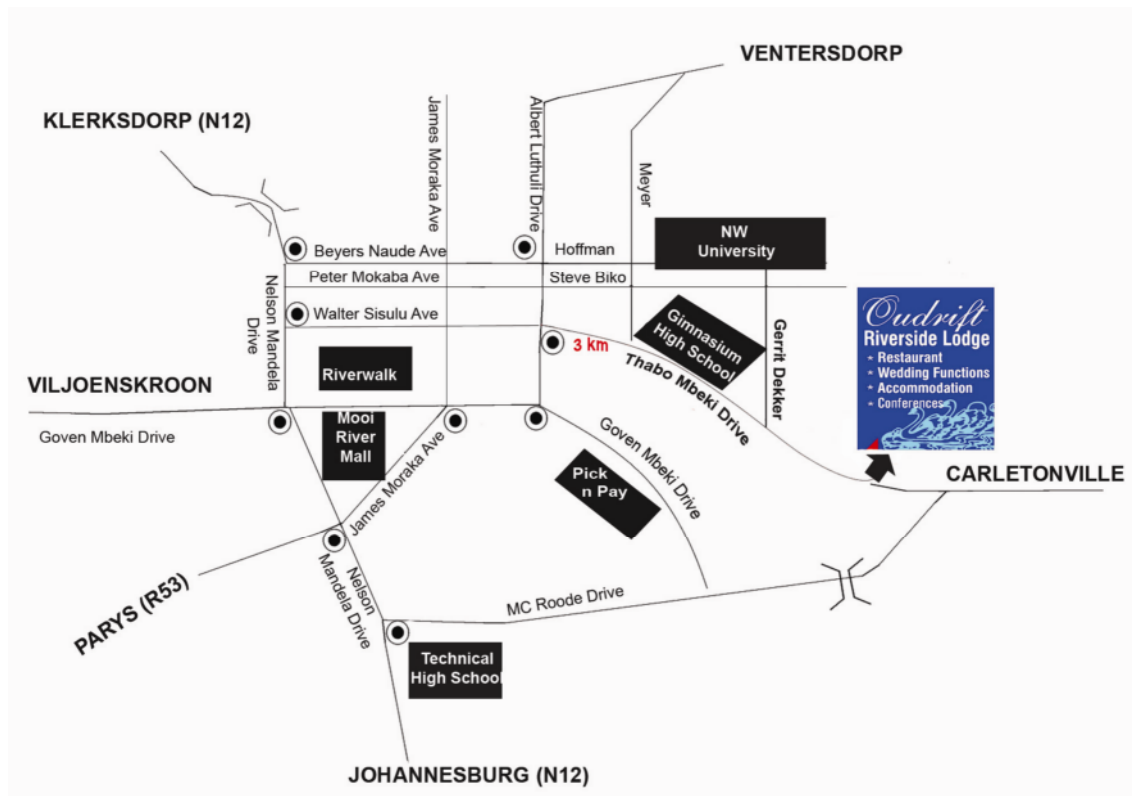 VENTERSDORP
KLERKSDORP (N12)
James Moraka Ave
Albert Luthuli Drive
Meyer
NW
University
Beyers Naude Ave
Hoffman
Peter Mokaba Ave
Steve Biko
Nelson Mandela
Drive
Walter Sisulu Ave
3 km
Gimnasium
High School
Gerrit Dekker
Oudrift
Riverside Lodge
* Restaurant
* Wedding Functions
* Accommodation
* Conferences
Riverwalk
Thabo Mbeki Drive
VILJOENSKROON
Goven Mbeki Drive
Mooi
River
Mall
James Moraka Ave
Goven Mbeki Drive
Pick
n Pay
CARLETONVILLE
PARYS (R53)
Nelson
Mandela Drive
MC Roode Drive
Technical
High School
JOHANNESBURG (N12)